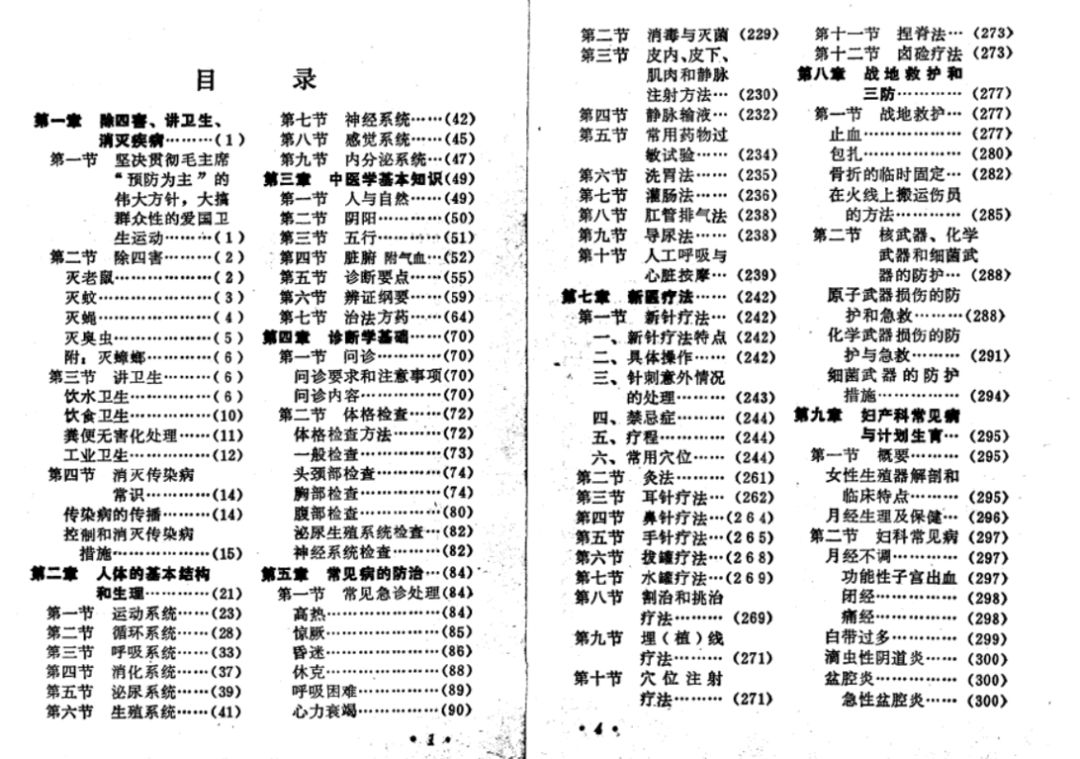 目 录
第一章 除四害、讲卫生、
消灭疾病………(1)
第一节 坚决贯彻毛主席
“预防为主”的
伟大方针，大搞
群众性的爱国卫
生运动………(1)
第二节 除四害………(2)
灭老鼠………………(2)
灭蚊…………………(3)
灭蝇…………………(4)
灭臭虫………………(5)
附：灭蟑螂…………(6)
第三节 讲卫生………(6)
饮水卫生……………(6)
饮食卫生…………(10)
粪便无害化处理……(11)
工业卫生…………(12)
第四节 消灭传染病
常识…………(14)
传染病的传播………(14)
控制和消灭传染病
措施………………(15)
第二章 人体的基本结构
和生理…………(21)
第一节 运动系统……(23)
第二节 循环系统……(28)
第三节 呼吸系统……(33)
第四节 消化系统……(37)
第五节 泌尿系统……(39)
第六节 生殖系统……(41)
第七节 神经系统……(42)
第八节 感觉系统……(45)
第九节 内分泌系统…(47)
第三章 中医学基本知识(49)
第一节 人与自然……(49)
第二节 阴阳…………(50)
第三节 五行…………(51)
第四节 脏腑 附气血…(52)
第五节 诊断要点……(55)
第六节 辨证纲要……(59)
第七节 治法方药……(64)
第四章 诊断学基础……(70)
第一节 问诊…………(70)
问诊要求和注意事项(70)
问诊内容……………(70)
第二节 体格检查……(72)
体格检查方法………(72)
一般检查……………(73)
头颈部检查…………(74)
胸部检查……………(74)
腹部检查……………(80)
泌尿生殖系统检查…(82)
神经系统检查………(82)
第五章 常见病的防治…(84)
第一节 常见急诊处理(84)
高热…………………(84)
惊厥…………………(85)
昏迷…………………(86)
休克…………………(88)
呼吸困难……………(89)
心力衰竭……………(90)
• 1 •
第二节 消毒与灭菌 (229)
第三节 皮内、皮下、
肌肉和静脉
注射方法… (230)
第四节 静脉输液… (232)
第五节 常用药物过
敏试验…… (234)
第六节 洗胃法…… (235)
第七节 灌肠法…… (236)
第八节 肛管排气法 (238)
第九节 导尿法…… (238)
第十节 人工呼吸与
心脏按摩… (239)
第七章 新医疗法…… (242)
第一节 新针疗法… (242)
一、新针疗法特点 (242)
二、具体操作…… (242)
三、针刺意外情况
的处理……… (243)
四、禁忌症……… (244)
五、疗程………… (244)
六、常用穴位…… (244)
第二节 灸法……… (261)
第三节 耳针疗法… (262)
第四节 鼻针疗法…(264)
第五节 手针疗法…(265)
第六节 拔罐疗法…(268)
第七节 水罐疗法…(269)
第八节 割治和挑治
疗法……… (269)
第九节 埋（植）线
疗法……… (271)
第十节 穴位注射
疗法……… (271)
第十一节 捏脊法… (273)
第十二节 卤硷疗法 (273)
第八章 战地救护和
三防………… (277)
第一节 战地救护… (277)
止血……………… (277)
包扎……………… (280)
骨折的临时固定… (282)
在火线上搬运伤员
的方法………… (285)
第二节 核武器、化学
武器和细菌武
器的防护… (288)
原子武器损伤的防
护和急救………(288)
化学武器损伤的防
护与急救……… (291)
细菌武器的防护
措施…………… (294)
第九章 妇产科常见病
与计划生育… (295)
第一节 概要……… (295)
女性生殖器解剖和
临床特点……… (295)
月经生理及保健… (296)
第二节 妇科常见病 (297)
月经不调………… (297)
功能性子宫出血 (297)
闭经…………… (298)
痛经…………… (298)
白带过多………… (299)
滴虫性阴道炎…… (300)
盆腔炎…………… (300)
急性盆腔炎…… (300)
• 4 •